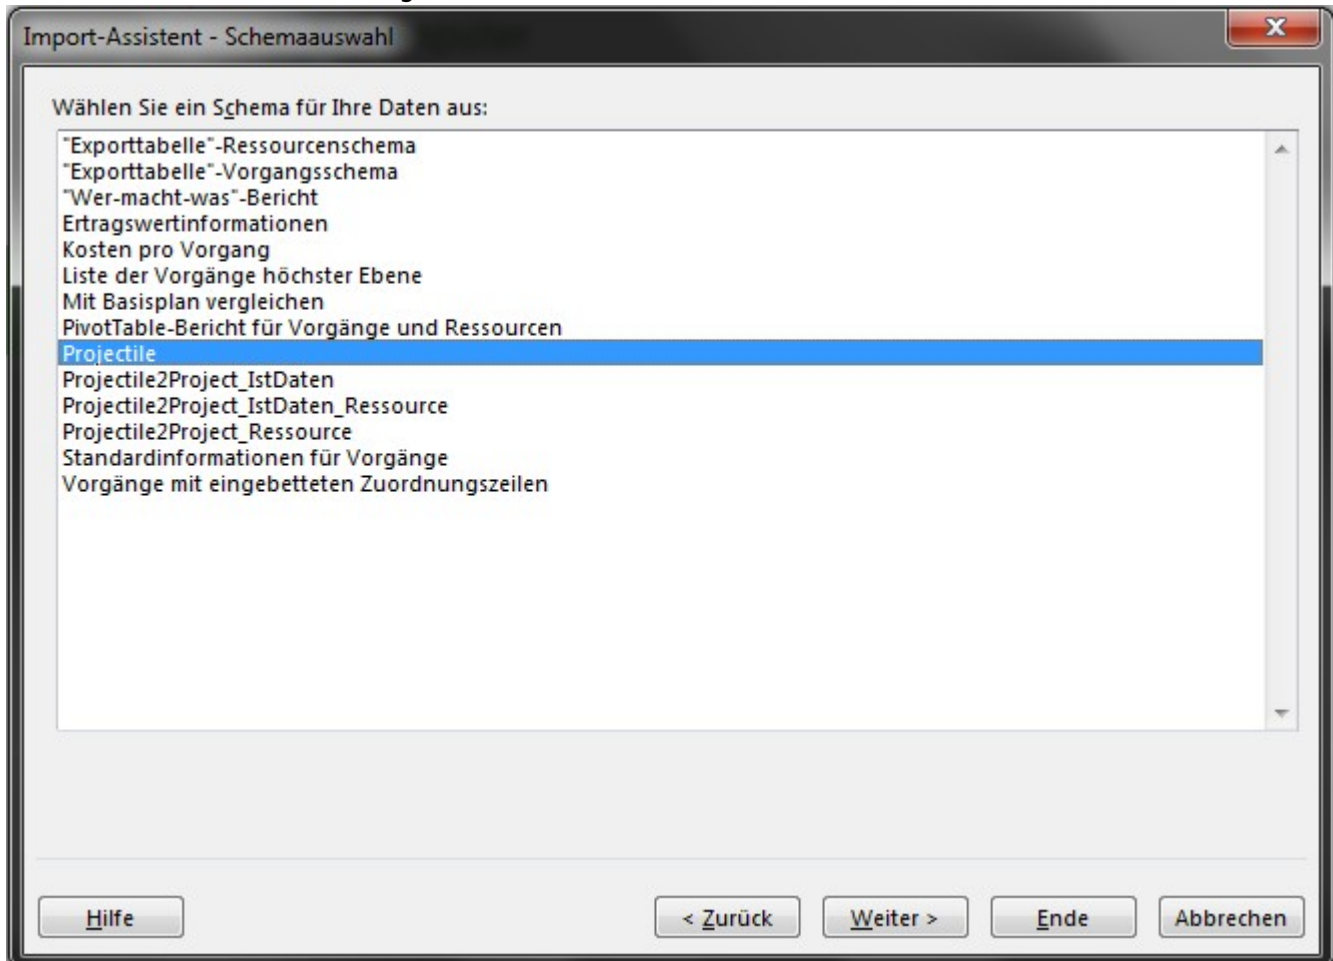 Import-Assistent - Schemaauswahl
Wählen Sie ein Schema für Ihre Daten aus:
"Exporttabelle"-Ressourcenschema
"Exporttabelle"-Vorgangsschema
"Wer-macht-was"-Bericht
Ertragswertinformationen
Kosten pro Vorgang
Liste der Vorgänge höchster Ebene
Mit Basisplan vergleichen
PivotTable-Bericht für Vorgänge und Ressourcen
Projectile
Projectile2Project_IstDaten
Projectile2Project_IstDaten_Ressource
Projectile2Project_Ressource
Standardinformationen für Vorgänge
Vorgänge mit eingebetteten Zuordnungszeilen
Hilfe
< Zurück
Weiter >
Ende
Abbrechen